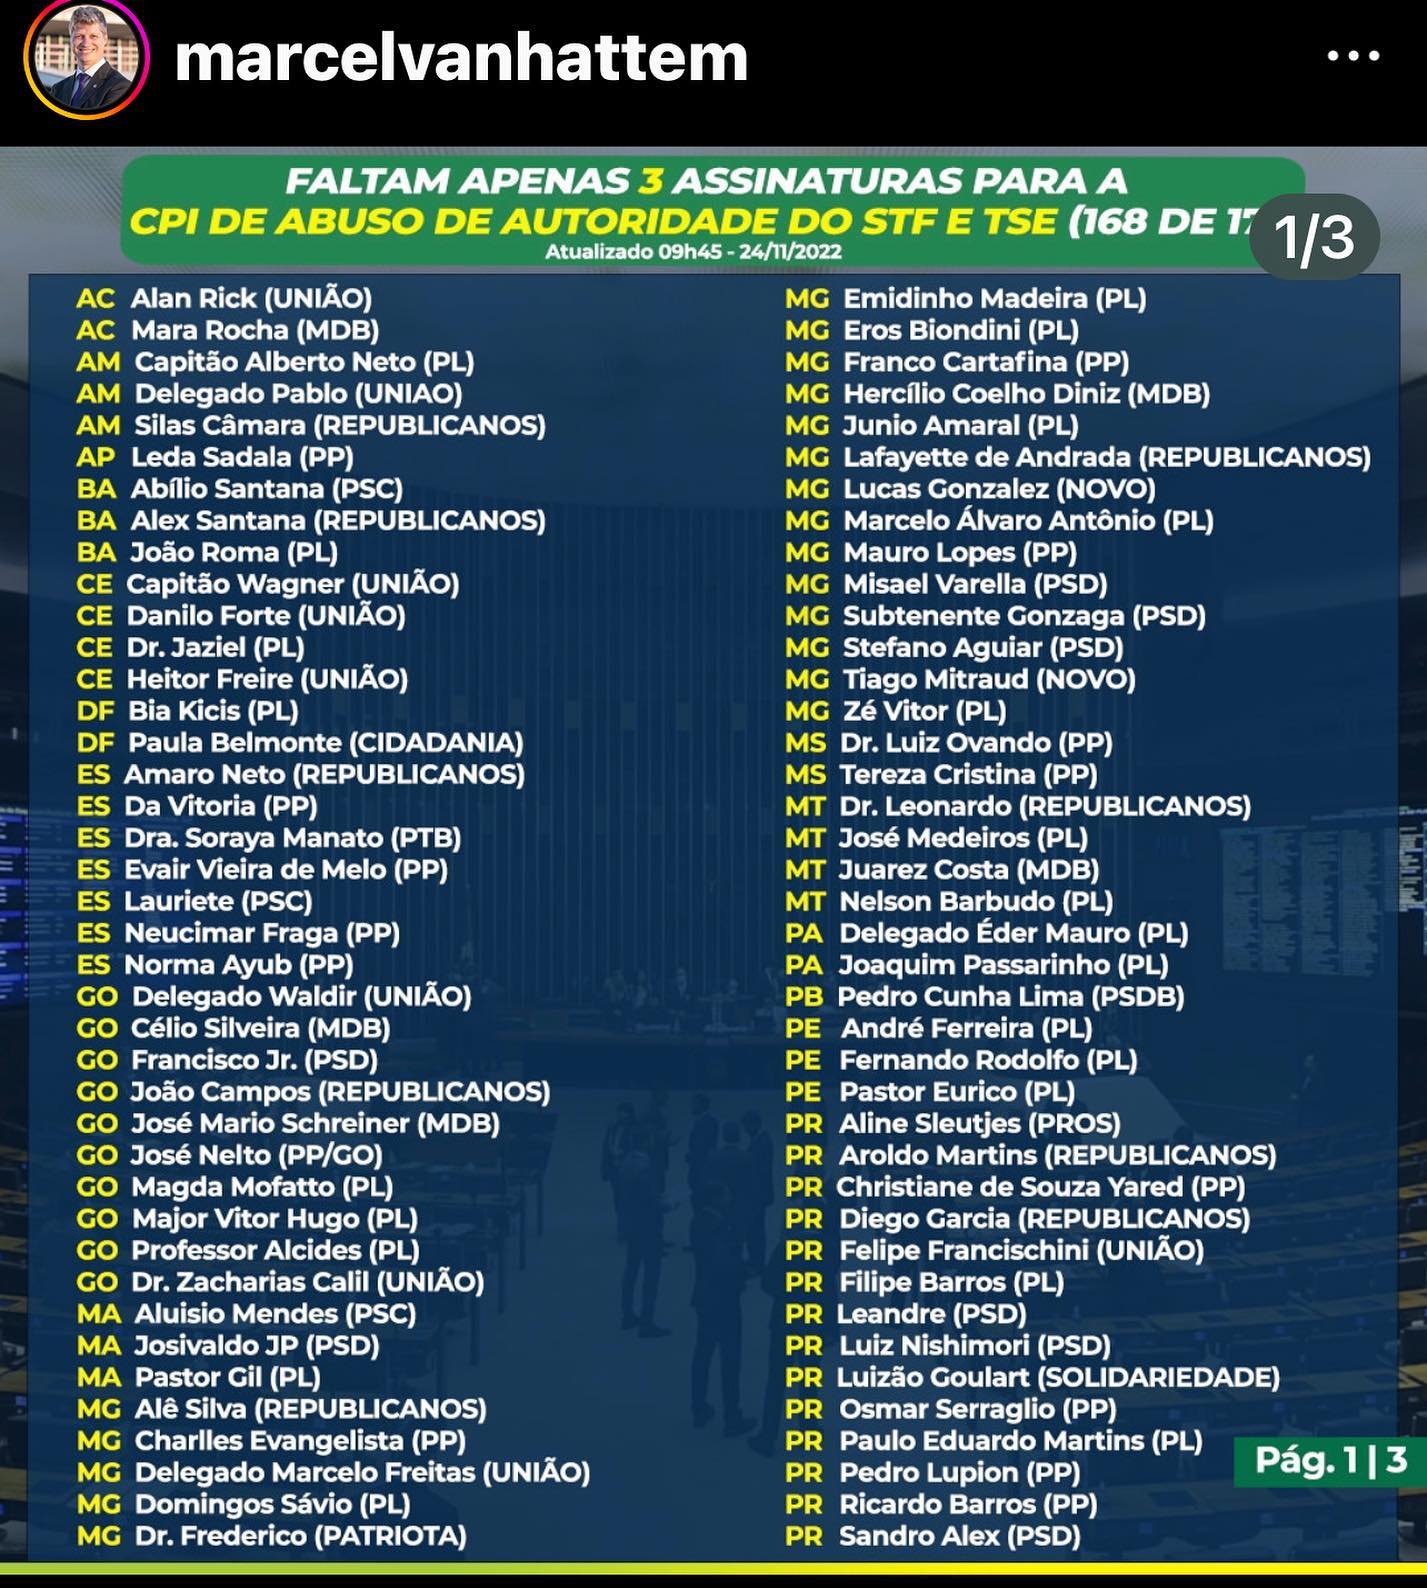 marcelvanhattem
FALTAM APENAS 3 ASSINATURAS PARA A
CPI DE ABUSO DE AUTORIDADE DO STF E TSE (168 DE
1/3
Atualizado 09h45 - 24/11/2022
AC Alan Rick (UNIÃO)
AC Mara Rocha (MDB)
AM Capitão Alberto Neto (PL)
AM Delegado Pablo (UNIAO)
AM Silas Câmara (REPUBLICANOS)
AP Leda Sadala (PP)
BA Abílio Santana (PSC)
BA Alex Santana (REPUBLICANOS)
BA João Roma (PL)
CE Capitão Wagner (UNIÃO)
CE Danilo Forte (UNIÃO)
CE Dr. Jaziel (PL)
CE Heitor Freire (UNIÃO)
DF Bia Kicis (PL)
DF Paula Belmonte (CIDADANIA)
ES Amaro Neto (REPUBLICANOS)
ES Da Vitoria (PP)
ES Dra. Soraya Manato (PTB)
ES Evair Vieira de Melo (PP)
ES Lauriete (PSC)
ES Neucimar Fraga (PP)
ES Norma Ayub (PP)
GO Delegado Waldir (UNIÃO)
GO Célio Silveira (MDB)
GO Francisco Jr. (PSD)
GO João Campos (REPUBLICANOS)
GO José Mario Schreiner (MDB)
GO José Nelto (PP/GO)
GO Magda Mofatto (PL)
GO Major Vitor Hugo (PL)
GO Professor Alcides (PL)
GO Dr. Zacharias Calil (UNIÃO)
MA Aluisio Mendes (PSC)
MA Josivaldo JP (PSD)
MA Pastor Gil (PL)
MG Alê Silva (REPUBLICANOS)
MG Charlles Evangelista (PP)
MG Delegado Marcelo Freitas (UNIÃO)
MG Domingos Sávio (PL)
MG Dr. Frederico (PATRIOTA)
MG Emidinho Madeira (PL)
MG Eros Biondini (PL)
MG Franco Cartafina (PP)
MG Hercílio Coelho Diniz (MDB)
MG Junio Amaral (PL)
MG Lafayette de Andrada (REPUBLICANOS)
MG Lucas Gonzalez (NOVO)
MG Marcelo Álvaro Antônio (PL)
MG Mauro Lopes (PP)
MG Misael Varella (PSD)
MG Subtenente Gonzaga (PSD)
MG Stefano Aguiar (PSD)
MG Tiago Mitraud (NOVO)
MG Zé Vitor (PL)
MS Dr. Luiz Ovando (PP)
MS Tereza Cristina (PP)
MT Dr. Leonardo (REPUBLICANOS)
MT José Medeiros (PL)
MT Juarez Costa (MDB)
MT Nelson Barbudo (PL)
PA Delegado Éder Mauro (PL)
PA Joaquim Passarinho (PL)
PB Pedro Cunha Lima (PSDB)
PE André Ferreira (PL)
PE Fernando Rodolfo (PL)
PE Pastor Eurico (PL)
PR Aline Sleutjes (PROS)
PR Aroldo Martins (REPUBLICANOS)
PR Christiane de Souza Yared (PP)
PR Diego Garcia (REPUBLICANOS)
PR Felipe Francischini (UNIÃO)
PR Filipe Barros (PL)
PR Leandre (PSD)
PR Luiz Nishimori (PSD)
PR Luizão Goulart (SOLIDARIEDADE)
PR Osmar Serraglio (PP)
PR Paulo Eduardo Martins (PL)
PR Pedro Lupion (PP)
PR Ricardo Barros (PP)
PR Sandro Alex (PSD)
Pág. 1 | 3